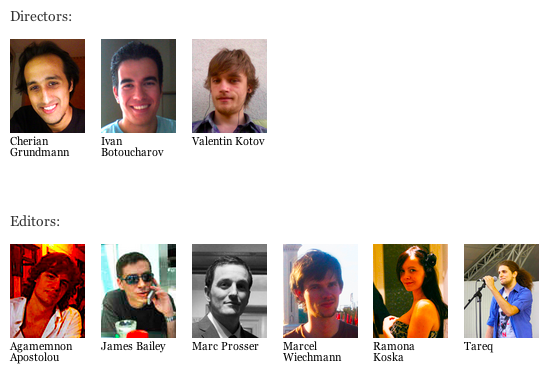 Directors:
Cherian
Grundmann
Ivan
Botoucharov
Valentin Kotov
Editors:
Agamemnon
Apostolou
James Bailey
Marc Prosser
Marcel
Wiechmann
Ramona
Koska
Tareq